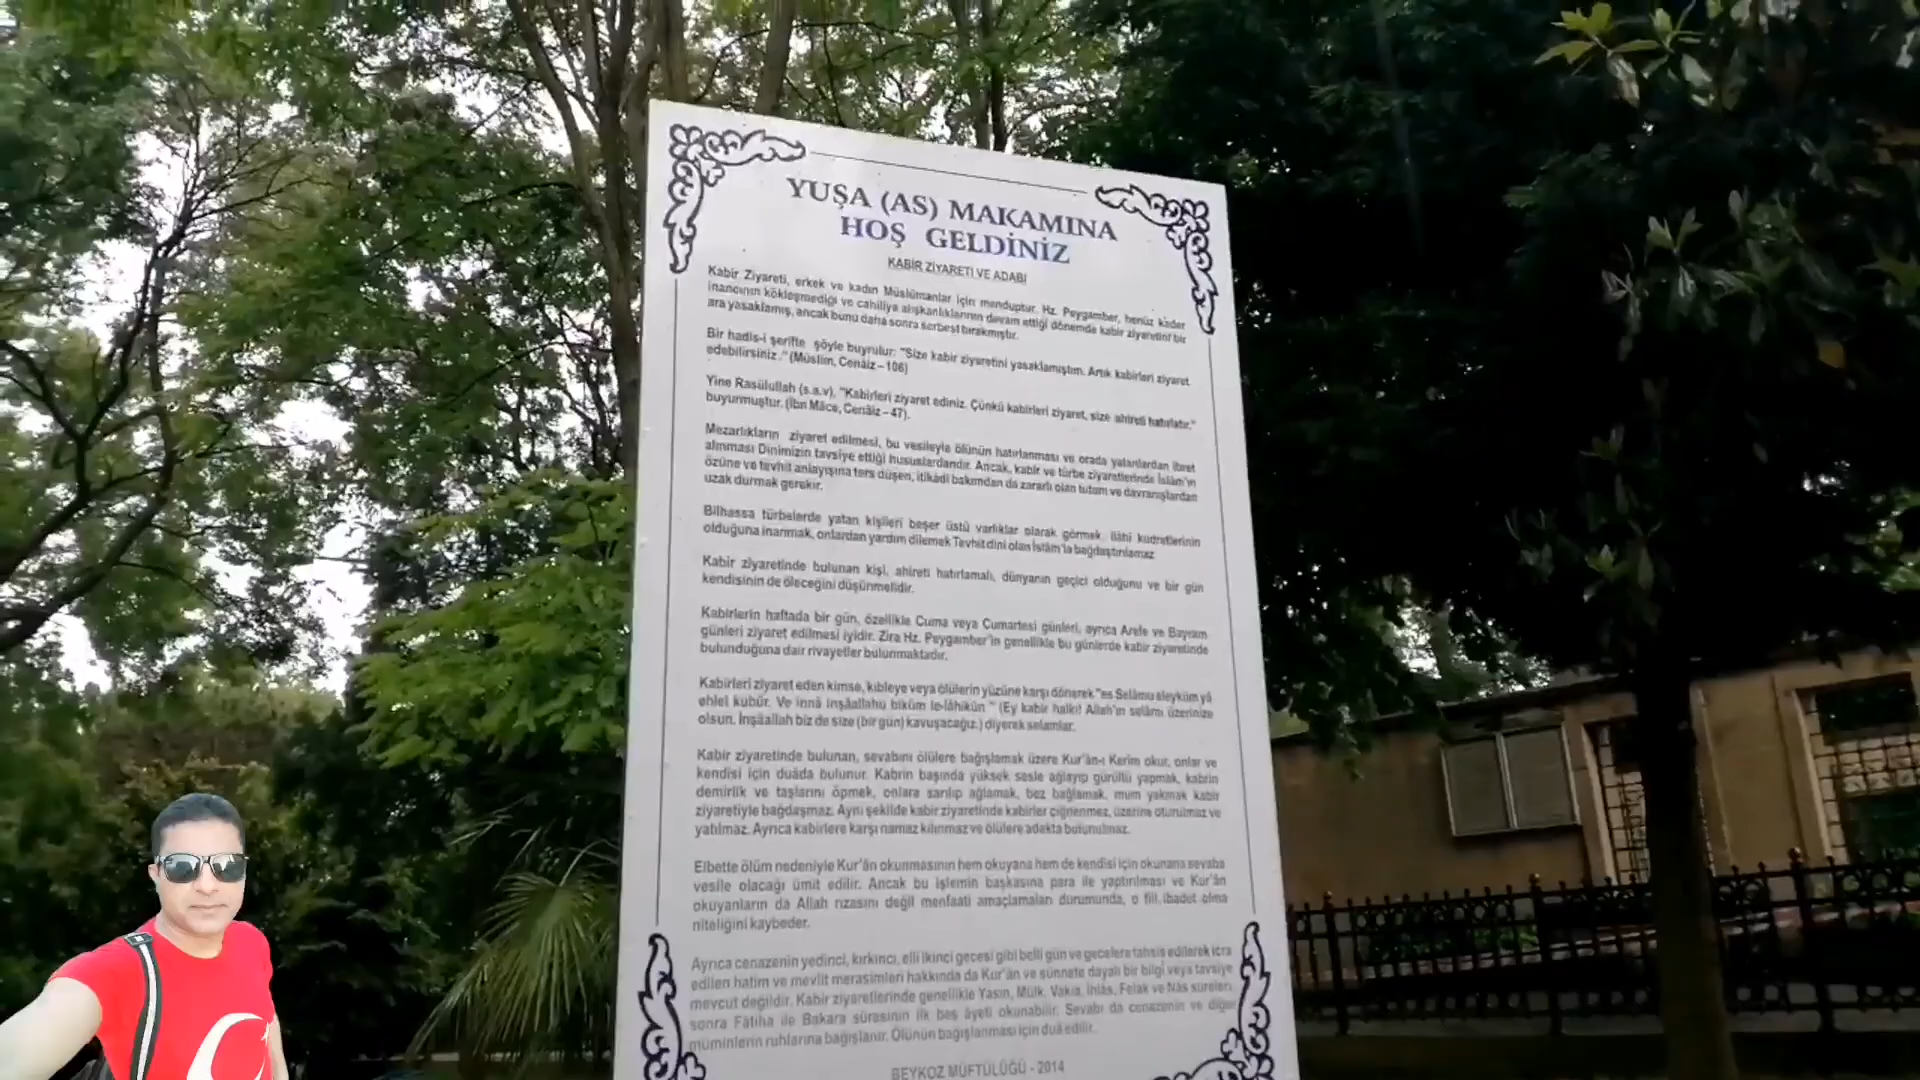 YUŞA (AS) MAKAMINA
HOŞ GELDİNİZ
KABİR ZİYARETİ VE ADABI
Kabir Ziyareti, erkek ve kadın Müslümanlar için menduptur. Hz. Peygamber, henüz kader
inancının kökleşmediği ve cahiliye alışkanlıklarının devam ettiği dönemde kabir ziyaretini bir
ara yasaklamış, ancak bunu daha sonra serbest bırakmıştır.
Bir hadis-i şerifte şöyle buyrulur: "Size kabir ziyaretini yasaklamıştım. Artık kabirleri ziyaret
edebilirsiniz." (Müslim, Cenâiz – 106)
Yine Rasülullah (s.a.v), "Kabirleri ziyaret ediniz. Çünkü kabirleri ziyaret, size ahireti hatırlatır."
buyurmuştur. (İbn Mâce, Cenâiz – 47).
Mezarlıkların ziyaret edilmesi, bu vesileyle ölünün hatırlanması ve orada yatanlardan ibret
alınması Dinimizin tavsiye ettiği hususlardandır. Ancak, kabir ve türbe ziyaretlerinde İslâm'ın
özüne ve tevhit anlayışına ters düşen, itikadi bakımdan da zararlı olan tutum ve davranışlardan
uzak durmak gerekir.
Bilhassa türbelerde yatan kişileri beşer üstü varlıklar olarak görmek, ilâhi kudretlerinin
olduğuna inanmak, onlardan yardım dilemek Tevhit dini olan İslâm'la bağdaştırılamaz.
Kabir ziyaretinde bulunan kişi, ahireti hatırlamalı, dünyanın geçici olduğunu ve bir gün
kendisinin de öleceğini düşünmelidir.
Kabirlerin haftada bir gün, özellikle Cuma veya Cumartesi günleri, ayrıca Arefe ve Bayram
günleri ziyaret edilmesi iyidir. Zira Hz. Peygamber'in genellikle bu günlerde kabir ziyaretinde
bulunduğuna dair rivayetler bulunmaktadır.
Kabirleri ziyaret eden kimse, kıbleye veya ölülerin yüzüne karşı dönerek "es Selâmu aleyküm yâ
ehlel kubûr. Ve innâ inşâallahu biküm le-lâhikûn " (Ey kabir halkı! Allah'ın selâmı üzerinize
olsun. İnşâallah biz de size (bir gün) kavuşacağız.) diyerek selamlar.
Kabir ziyaretinde bulunan, sevabını ölülere bağışlamak üzere Kur'ân-ı Kerim okur, onlar ve
kendisi için duâda bulunur. Kabrin başında yüksek sesle ağlayıp gürültü yapmak, kabrin
demirlik ve taşlarını öpmek, onlara sarılıp ağlamak, bez bağlamak, mum yakmak kabir
ziyaretiyle bağdaşmaz. Aynı şekilde kabir ziyaretinde kabirler çiğnenmez, üzerine oturulmaz ve
yatılmaz. Ayrıca kabirlere karşı namaz kılınmaz ve ölülere adakta bulunulmaz.
Elbette ölüm nedeniyle Kur'ân okunmasının hem okuyana hem de kendisi için okunana sevaba
vesile olacağı ümit edilir. Ancak bu işlemin başkasına para ile yaptırılması ve Kur'ân
okuyanların da Allah rızasını değil menfaati amaçlamaları durumunda, o fiil ibadet olma
niteliğini kaybeder.
Ayrıca cenazenin yedinci, kırkıncı, elli ikinci gecesi gibi belli gün ve gecelere tahsis edilerek icra
edilen hatim ve mevlit merasimleri hakkında da Kur'ân ve sünnete dayalı bir bilgi veya tavsiye
mevcut değildir. Kabir ziyaretlerinde genellikle Yasin, Mülk, Vakıa, İhlâs, Felak ve Nâs sûreleri,
sonra Fâtiha ile Bakara sûrasinin ilk beş âyeti okunabilir. Sevabı da cenazenin ve diğer
müminlerin ruhlarına bağışlanır. Ölünün bağışlanması için duâ edilir.
BEYKOZ MÜFTÜLÜĞÜ - 2014